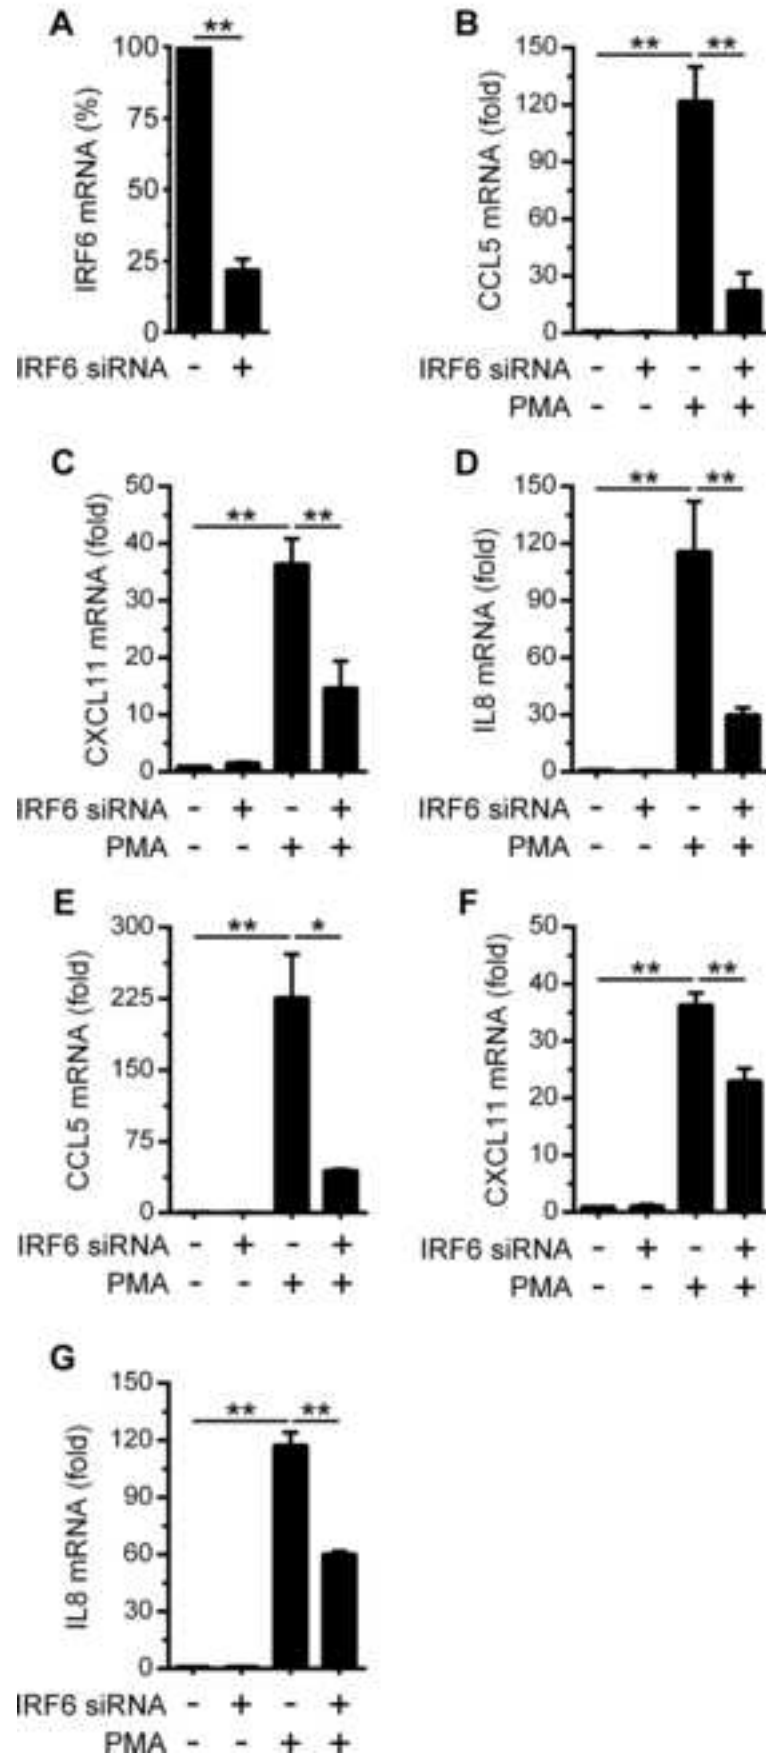 A
**
IRF6 mRNA (%)
100
75
50
25
0
IRF6 siRNA - +
B
** **
CCL5 mRNA (fold)
150
120
90
60
30
0
IRF6 siRNA - + - +
PMA - - + +
C
** **
CXCL11 mRNA (fold)
50
40
30
20
10
0
IRF6 siRNA - + - +
PMA - - + +
D
** **
IL8 mRNA (fold)
150
120
90
60
30
0
IRF6 siRNA - + - +
PMA - - + +
E
** *
CCL5 mRNA (fold)
300
225
150
75
0
IRF6 siRNA - + - +
PMA - - + +
F
** **
CXCL11 mRNA (fold)
50
40
30
20
10
0
IRF6 siRNA - + - +
PMA - - + +
G
** **
IL8 mRNA (fold)
150
120
90
60
30
0
IRF6 siRNA - + - +
PMA - - + +